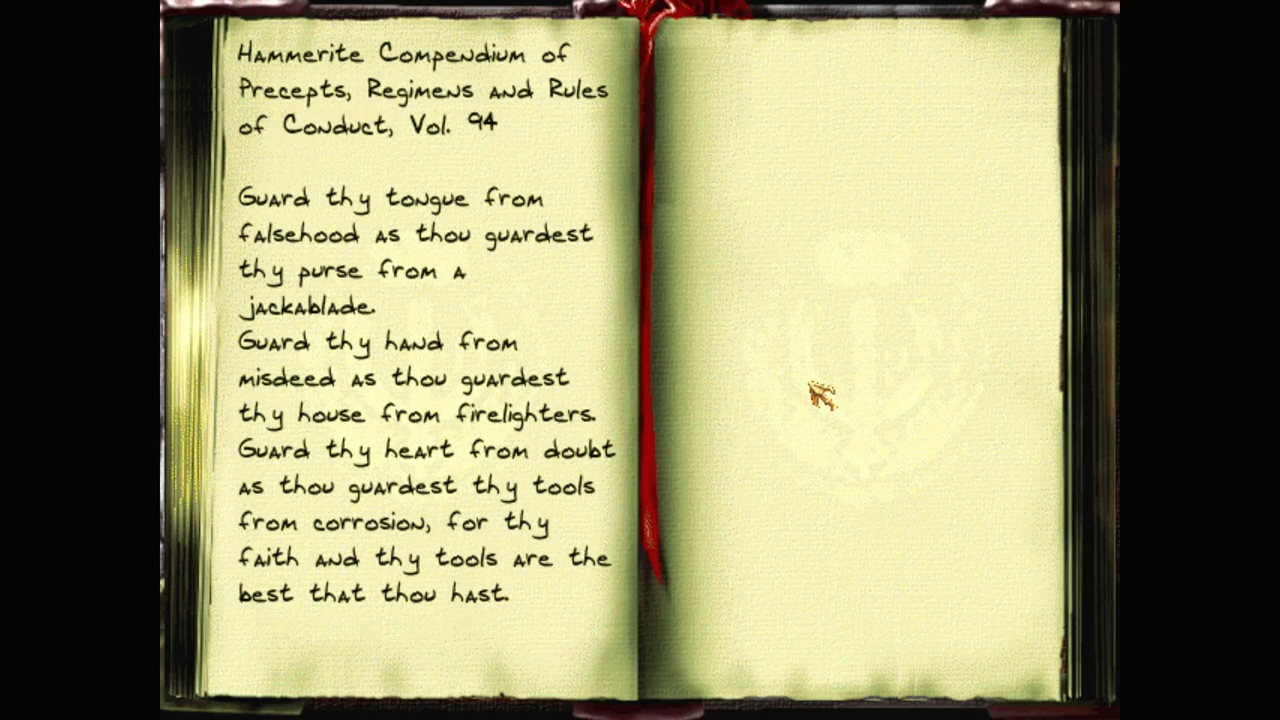 Hammerite Compendium of
Precepts, Regimens and Rules
of Conduct, Vol. 94
Guard thy tongue from
falsehood as thou guardest
thy purse from a
jackablade.
Guard thy hand from
misdeed as thou guardest
thy house from firelighters.
Guard thy heart from doubt
as thou guardest thy tools
from corrosion, for thy
faith and thy tools are the
best that thou hast.